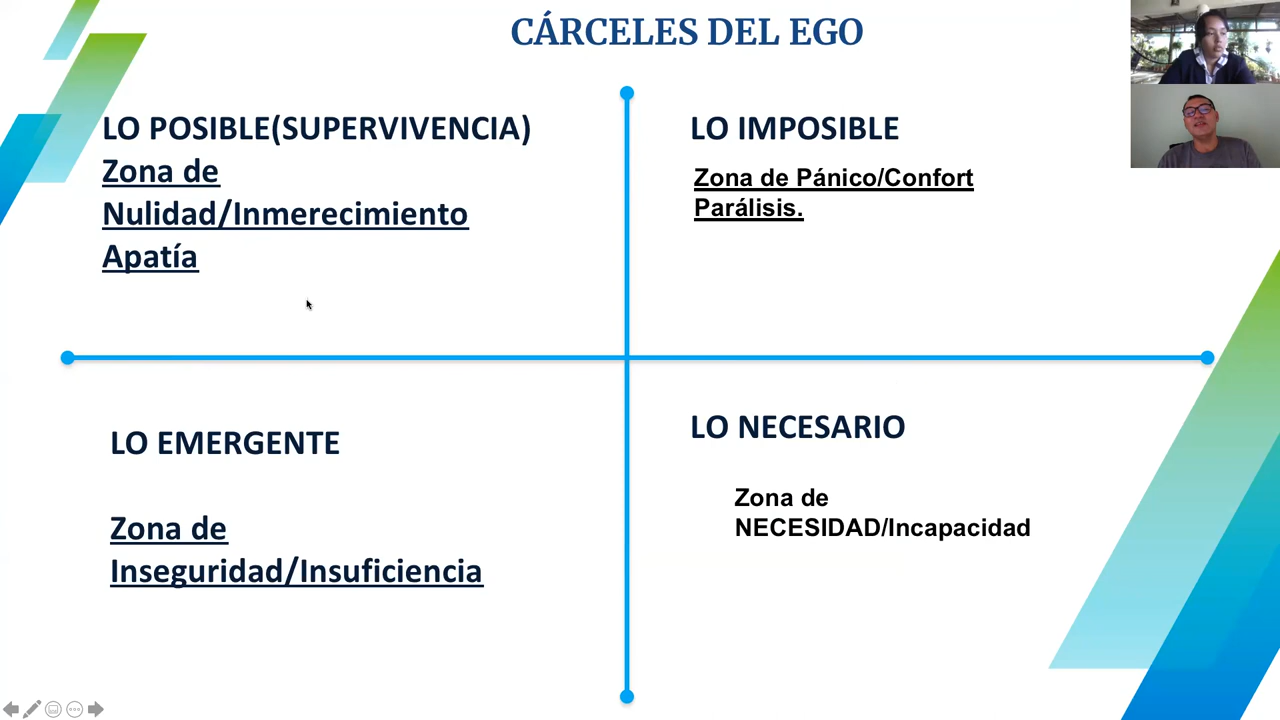 CÁRCELES DEL EGO
LO POSIBLE(SUPERVIVENCIA)
Zona de
Nulidad/Inmerecimiento
Apatía
LO IMPOSIBLE
Zona de Pánico/Confort
Parálisis.
LO EMERGENTE
Zona de
Inseguridad/Insuficiencia
LO NECESARIO
Zona de
NECESIDAD/Incapacidad